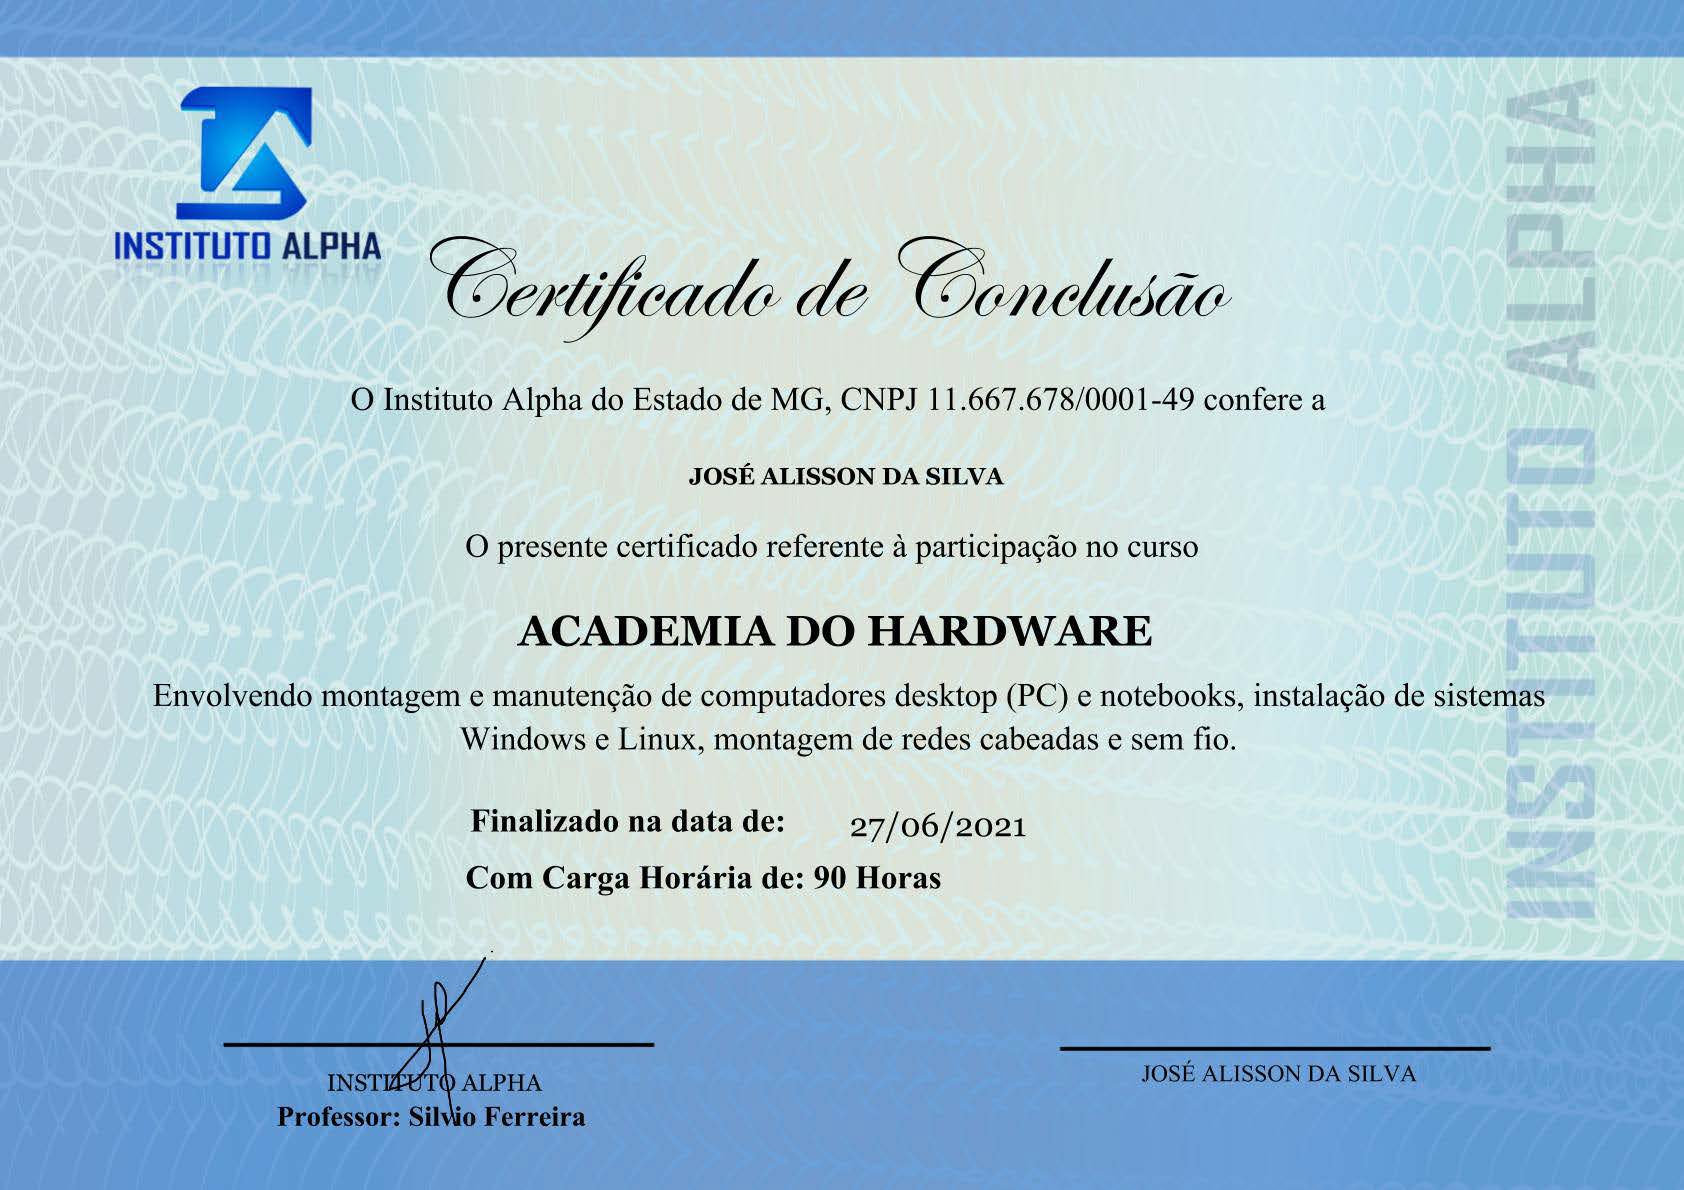 INSTITUTO ALPHA
Certificado de Conclusão
O Instituto Alpha do Estado de MG, CNPJ 11.667.678/0001-49 confere a
JOSÉ ALISSON DA SILVA
O presente certificado referente à participação no curso
ACADEMIA DO HARDWARE
Envolvendo montagem e manutenção de computadores desktop (PC) e notebooks, instalação de sistemas
Windows e Linux, montagem de redes cabeadas e sem fio.
Finalizado na data de: 27/06/2021
Com Carga Horária de: 90 Horas
INSTITUTO ALPHA
Professor: Silvio Ferreira
JOSÉ ALISSON DA SILVA
INSTITUTO ALPHA